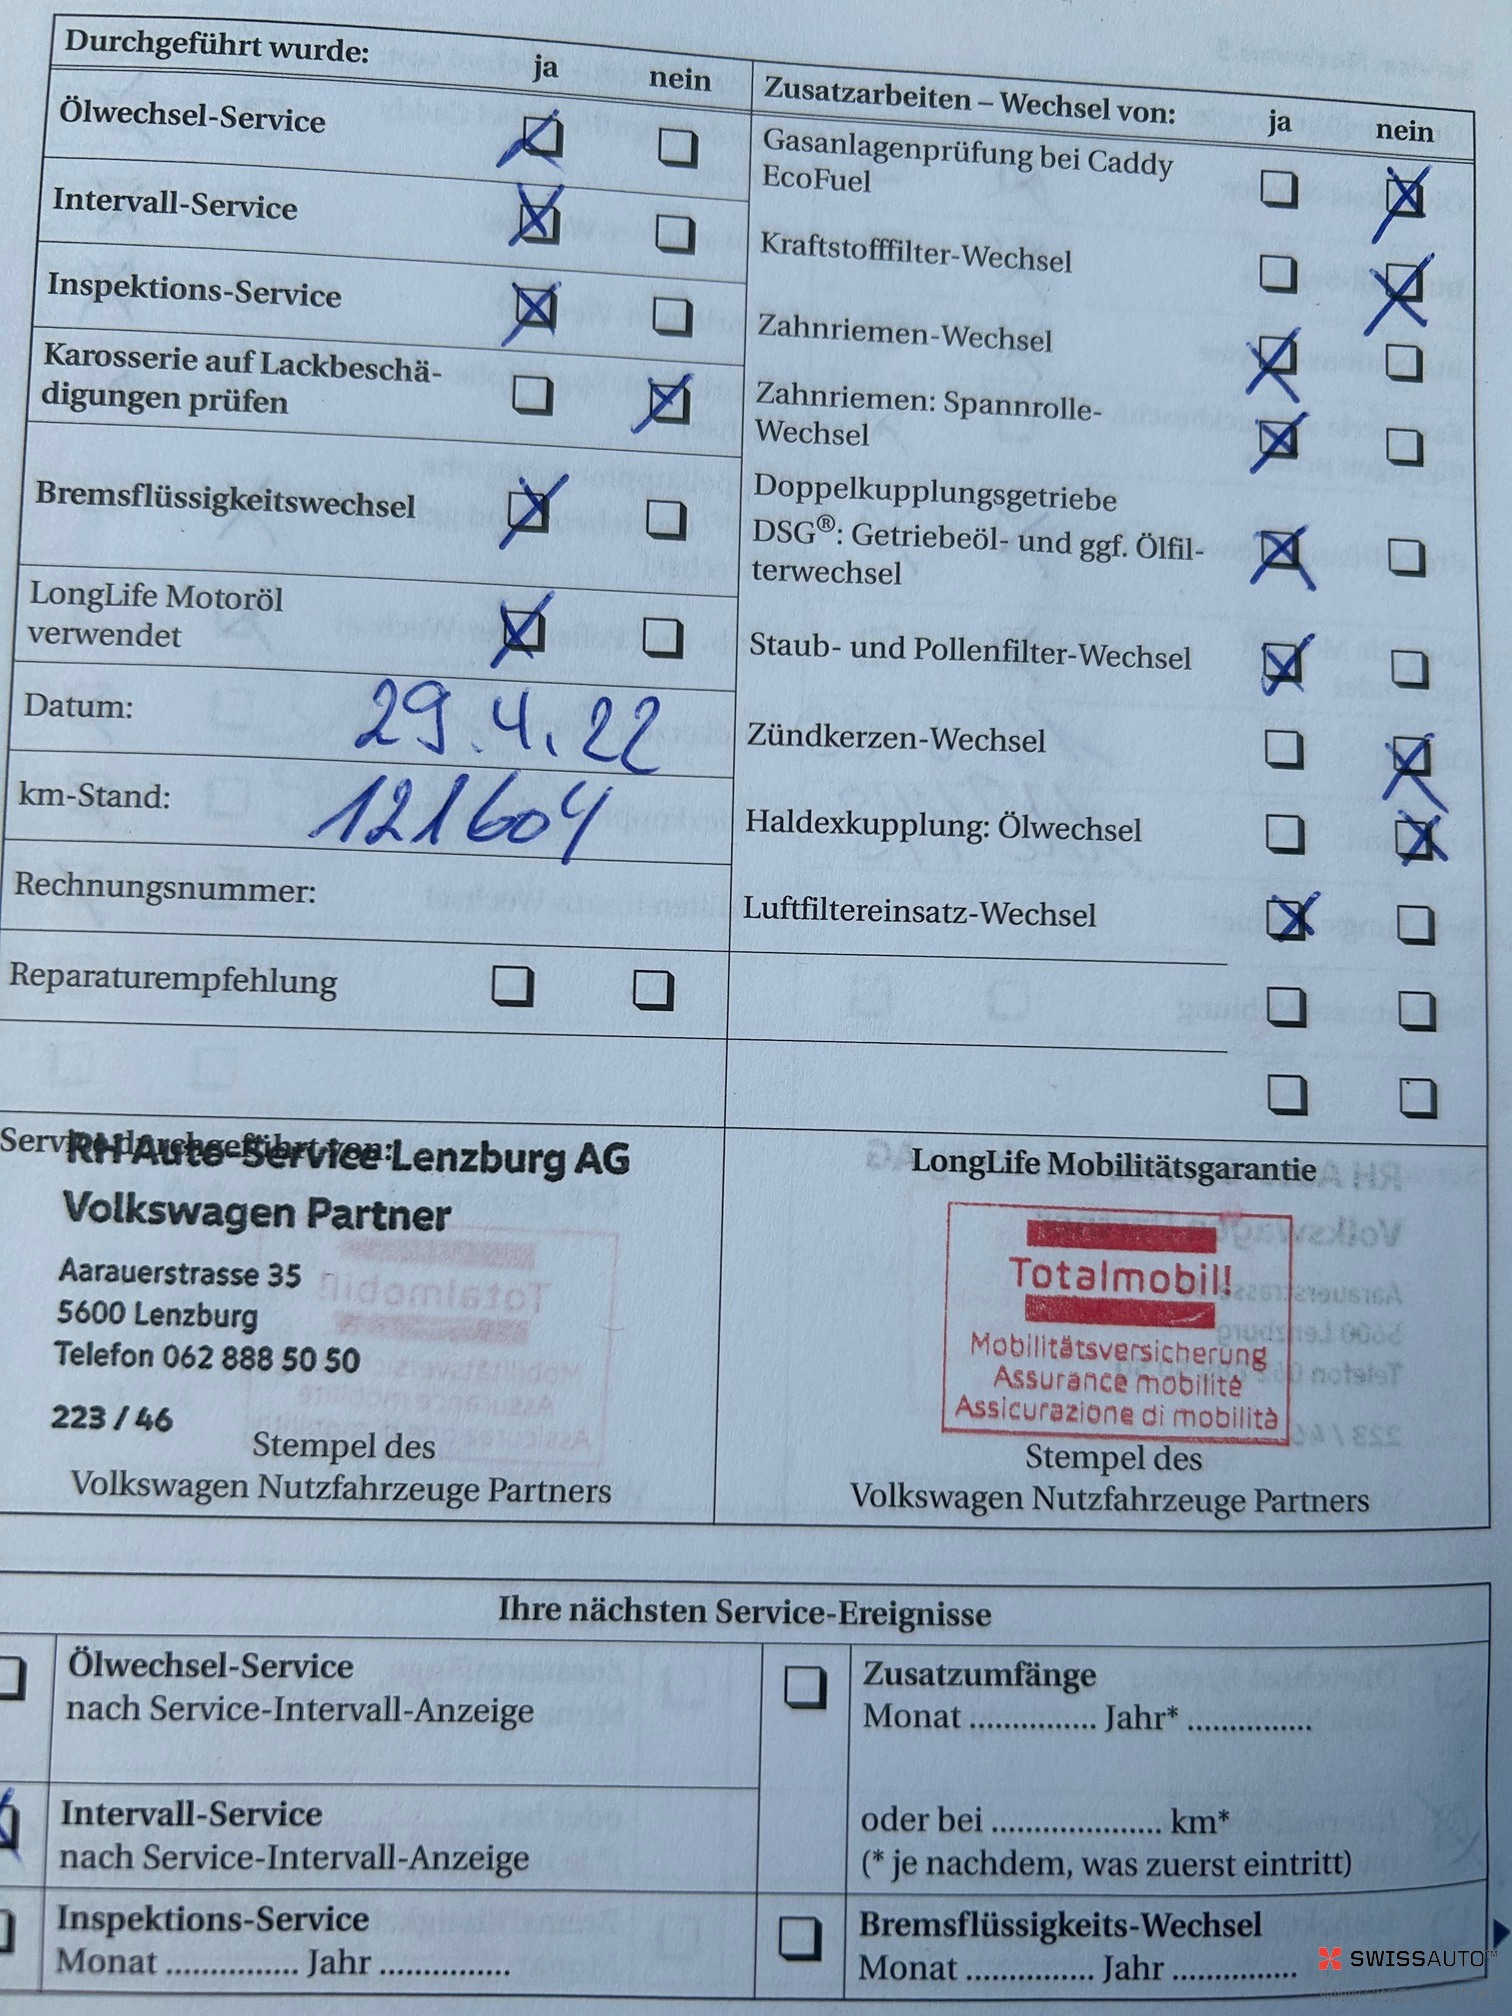 Durchgeführt wurde: ja nein
Ölwechsel-Service
Intervall-Service
Inspektions-Service
Karosserie auf Lackbeschä-
digungen prüfen
Bremsflüssigkeitswechsel
LongLife Motoröl
verwendet
Datum: 29.4.22
km-Stand: 121604
Rechnungsnummer:
Reparaturempfehlung
Zusatzarbeiten – Wechsel von: ja nein
Gasanlagenprüfung bei Caddy
EcoFuel
Kraftstofffilter-Wechsel
Zahnriemen-Wechsel
Zahnriemen: Spannrolle-
Wechsel
Doppelkupplungsgetriebe
DSG®: Getriebeöl- und ggf. Ölfil-
terwechsel
Staub- und Pollenfilter-Wechsel
Zündkerzen-Wechsel
Haldexkupplung: Ölwechsel
Luftfiltereinsatz-Wechsel
Service durchgeführt von:
RH Auto-Service Lenzburg AG
Volkswagen Partner
Aarauerstrasse 35
5600 Lenzburg
Telefon 062 888 50 50
223 / 46
Stempel des
Volkswagen Nutzfahrzeuge Partners
LongLife Mobilitätsgarantie
Totalmobil!
Mobilitätsversicherung
Assurance mobilité
Assicurazione di mobilità
Stempel des
Volkswagen Nutzfahrzeuge Partners
Ihre nächsten Service-Ereignisse
Ölwechsel-Service
nach Service-Intervall-Anzeige
Intervall-Service
nach Service-Intervall-Anzeige
Inspektions-Service
Monat ............... Jahr ...............
Zusatzumfänge
Monat ............... Jahr* ...............
oder bei .................... km*
(* je nachdem, was zuerst eintritt)
Bremsflüssigkeits-Wechsel
Monat ............... Jahr ...............
SWISSAUTO™